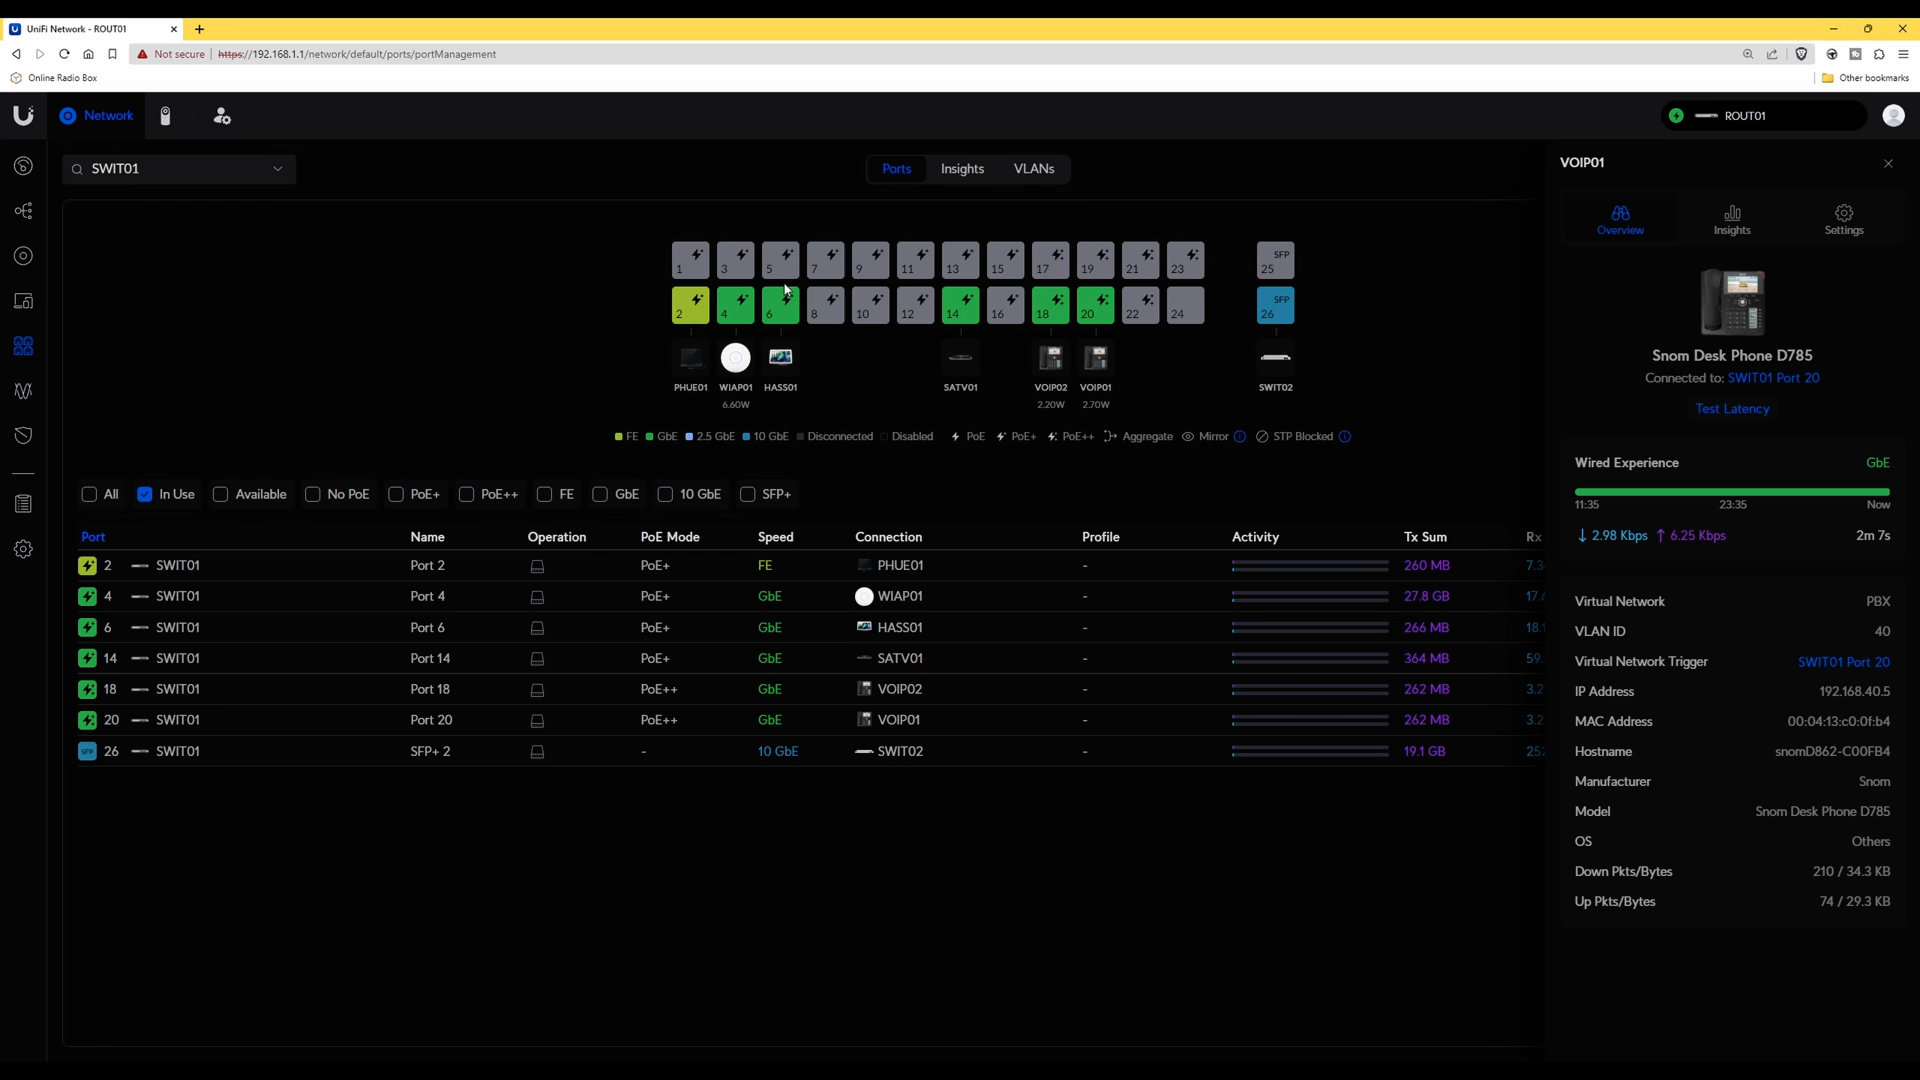 UniFi Network - ROUT01
Not secure https://192.168.1.1/network/default/ports/portManagement
Online Radio Box
Other bookmarks
Network
ROUT01
SWIT01
Ports Insights VLANs
VOIP01
Overview Insights Settings
1 3 5 7 9 11 13 15 17 19 21 23 SFP 25
2 4 6 8 10 12 14 16 18 20 22 24 SFP 26
PHUE01 WIAP01 HASS01 SATV01 VOIP02 VOIP01 SWIT02
6.60W 2.20W 2.70W
FE GbE 2.5 GbE 10 GbE Disconnected Disabled PoE PoE+ PoE++ Aggregate Mirror STP Blocked
All In Use Available No PoE PoE+ PoE++ FE GbE 10 GbE SFP+
Port Name Operation PoE Mode Speed Connection Profile Activity Tx Sum Rx
2 SWIT01 Port 2 PoE+ FE PHUE01 - 260 MB
4 SWIT01 Port 4 PoE+ GbE WIAP01 - 27.8 GB
6 SWIT01 Port 6 PoE+ GbE HASS01 - 266 MB
14 SWIT01 Port 14 PoE+ GbE SATV01 - 364 MB 59.
18 SWIT01 Port 18 PoE++ GbE VOIP02 - 262 MB 3.2
20 SWIT01 Port 20 PoE++ GbE VOIP01 - 262 MB 3.2
SFP 26 SWIT01 SFP+ 2 - 10 GbE SWIT02 - 19.1 GB
Snom Desk Phone D785
Connected to: SWIT01 Port 20
Test Latency
Wired Experience GbE
11:35 23:35 Now
2.98 Kbps 6.25 Kbps 2m 7s
Virtual Network PBX
VLAN ID 40
Virtual Network Trigger SWIT01 Port 20
IP Address 192.168.40.5
MAC Address 00:04:13:c0:0f:b4
Hostname snomD862-C00FB4
Manufacturer Snom
Model Snom Desk Phone D785
OS Others
Down Pkts/Bytes 210 / 34.3 KB
Up Pkts/Bytes 74 / 29.3 KB